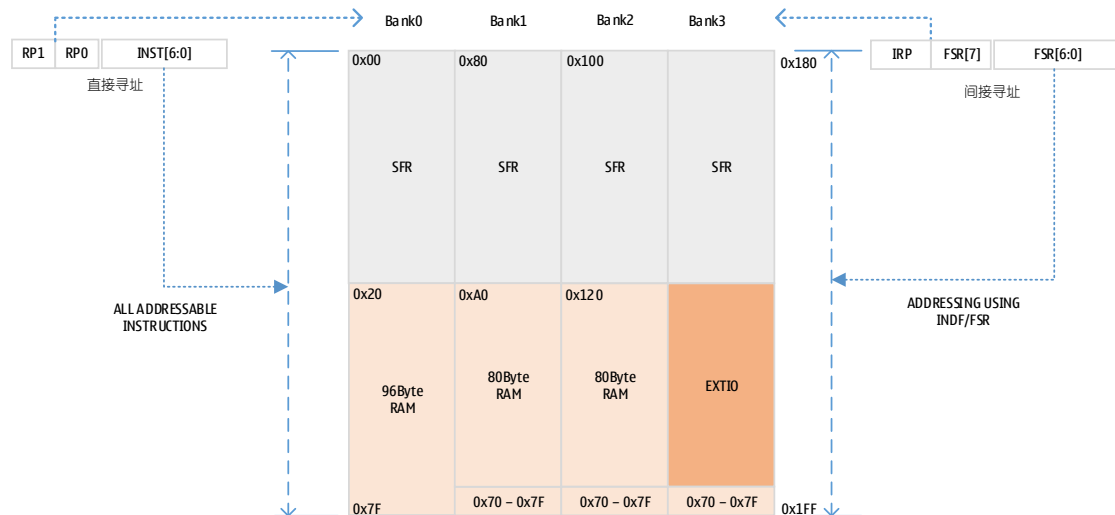 Bank0
Bank1
Bank2
Bank3
RP1
RP0
INST[6:0]
直接寻址
IRP
FSR[7]
FSR[6:0]
间接寻址
0x00
0x80
0x100
0x180
SFR
SFR
SFR
SFR
ALL ADDRESSABLE
INSTRUCTIONS
ADDRESSING USING
INDF/FSR
0x20
0xA0
0x120
96Byte
RAM
80Byte
RAM
80Byte
RAM
EXTIO
0x7F
0x70 – 0x7F
0x70 – 0x7F
0x70 – 0x7F
0x1FF